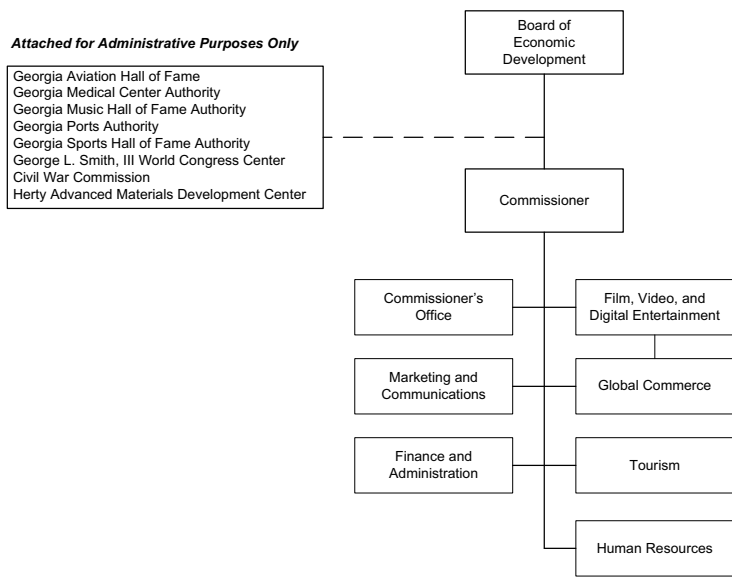 Attached for Administrative Purposes Only
Georgia Aviation Hall of Fame
Georgia Medical Center Authority
Georgia Music Hall of Fame Authority
Georgia Ports Authority
Georgia Sports Hall of Fame Authority
George L. Smith, III World Congress Center
Civil War Commission
Herty Advanced Materials Development Center
Board of
Economic
Development
Commissioner
Commissioner's
Office
Film, Video, and
Digital Entertainment
Marketing and
Communications
Global Commerce
Finance and
Administration
Tourism
Human Resources